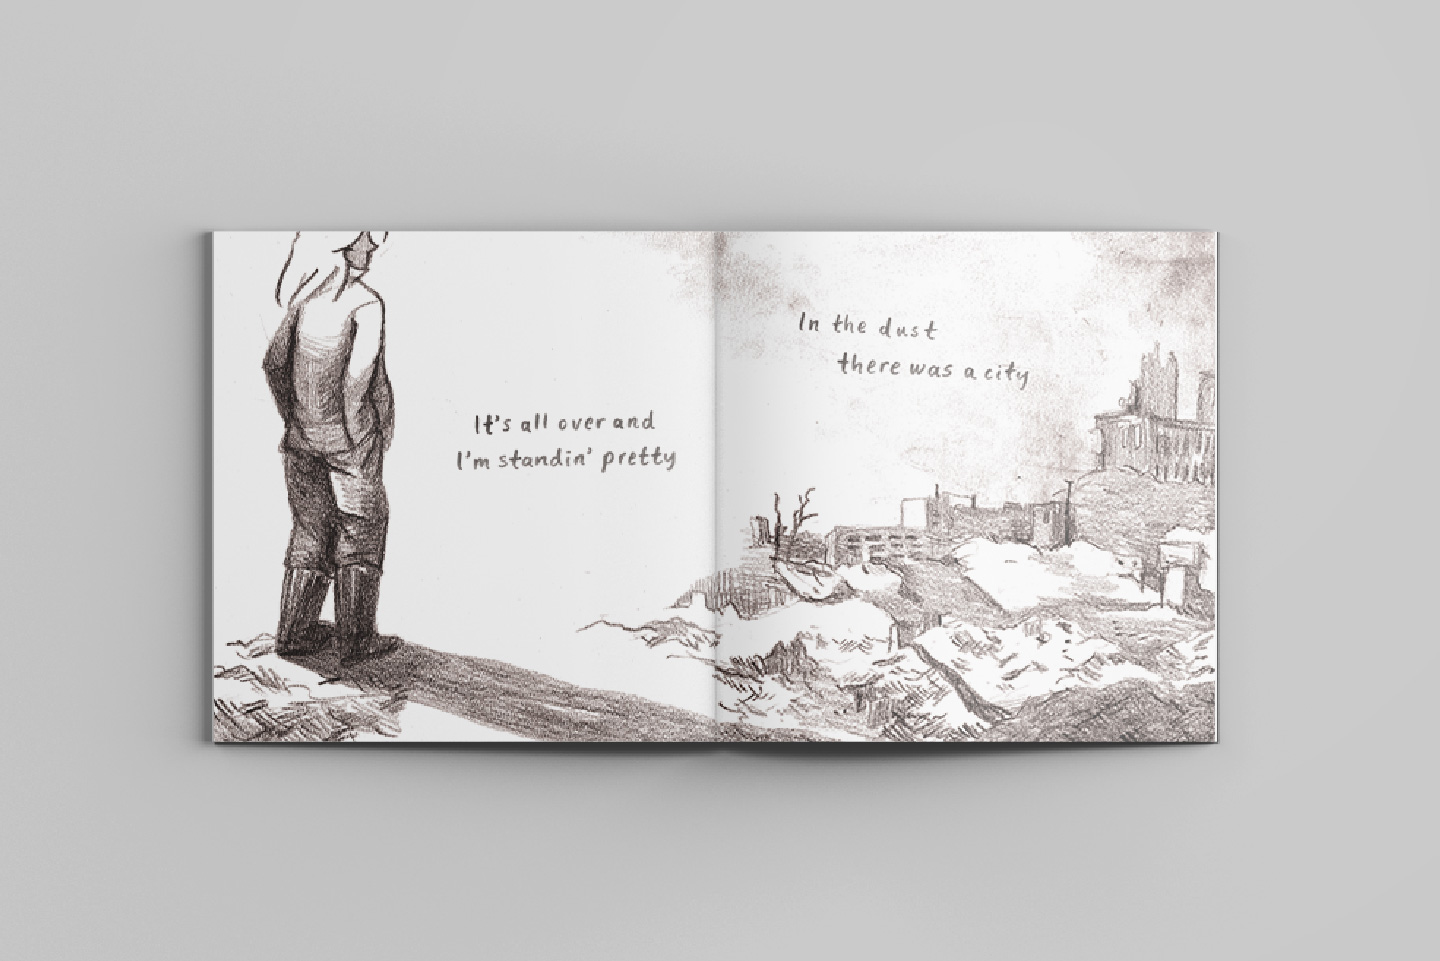 It's all over and
I'm standin' pretty
In the dust
there was a city